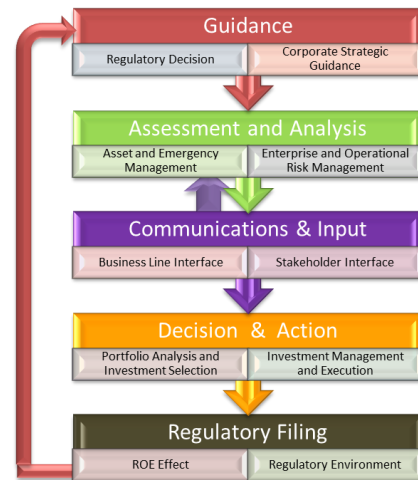 Guidance
Regulatory Decision
Corporate Strategic
Guidance
Assessment and Analysis
Asset and Emergency
Management
Enterprise and Operational
Risk Management
Communications & Input
Business Line Interface
Stakeholder Interface
Decision & Action
Portfolio Analysis and
Investment Selection
Investment Management
and Execution
Regulatory Filing
ROE Effect
Regulatory Environment